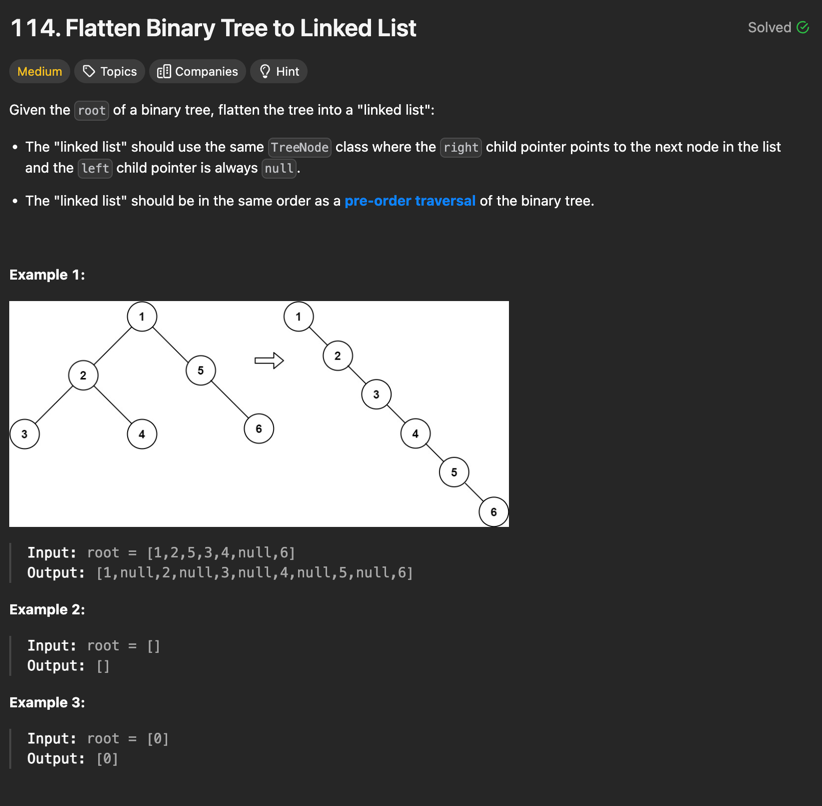 114. Flatten Binary Tree to Linked List
Solved
Medium
Topics
Companies
Hint
Given the root of a binary tree, flatten the tree into a "linked list":
• The "linked list" should use the same TreeNode class where the right child pointer points to the next node in the list
and the left child pointer is always null.
• The "linked list" should be in the same order as a pre-order traversal of the binary tree.
Example 1:
1
2
5
3
4
6
1
2
3
4
5
6
Input: root = [1,2,5,3,4,null,6]
Output: [1,null,2,null,3,null,4,null,5,null,6]
Example 2:
Input: root = []
Output: []
Example 3:
Input: root = [0]
Output: [0]